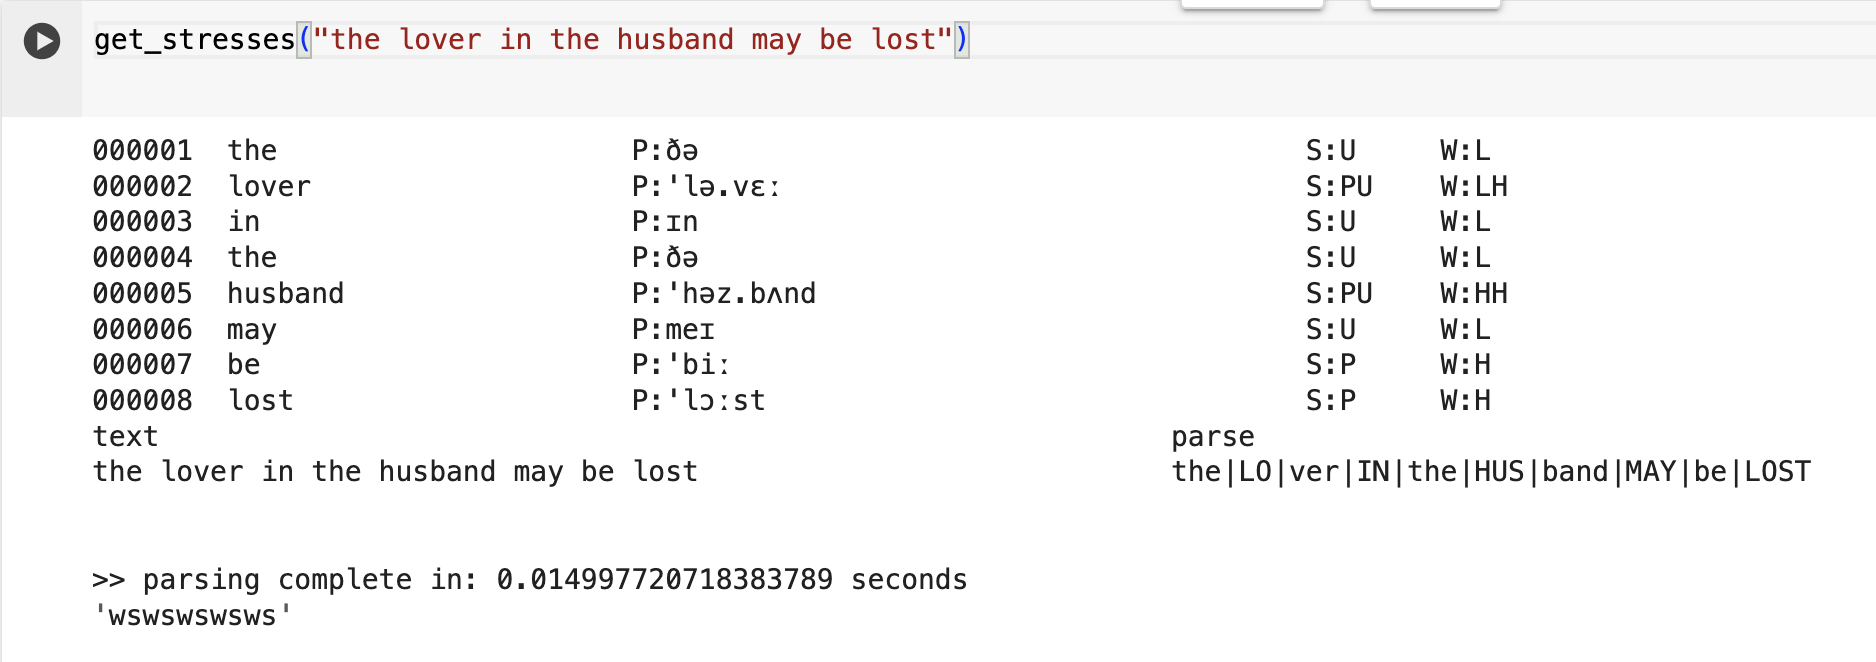 get_stresses("the lover in the husband may be lost")
000001 the P:ðə S:U W:L
000002 lover P:'lə.vɛː S:PU W:LH
000003 in P:ɪn S:U W:L
000004 the P:ðə S:U W:L
000005 husband P:'həz.bʌnd S:PU W:HH
000006 may P:meɪ S:U W:L
000007 be P:'biː S:P W:H
000008 lost P:'lɔːst S:P W:H
text parse
the lover in the husband may be lost the|LO|ver|IN|the|HUS|band|MAY|be|LOST
>> parsing complete in: 0.014997720718383789 seconds
'wswswswsws'